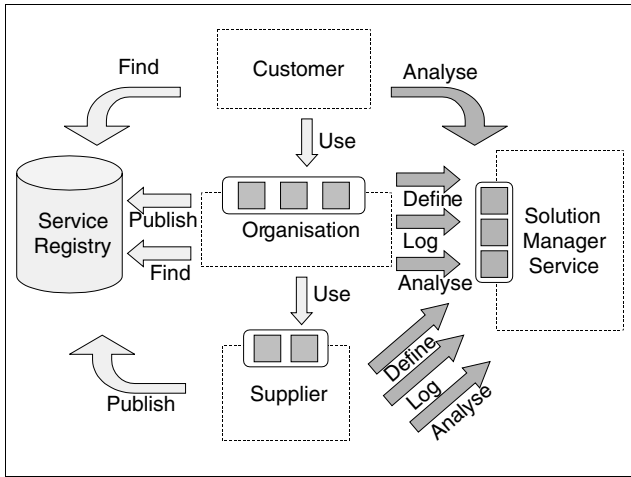 Find
Customer
Analyse
Use
Service
Registry
Publish
Find
Organisation
Define
Log
Analyse
Solution
Manager
Service
Use
Supplier
Publish
Define
Log
Analyse